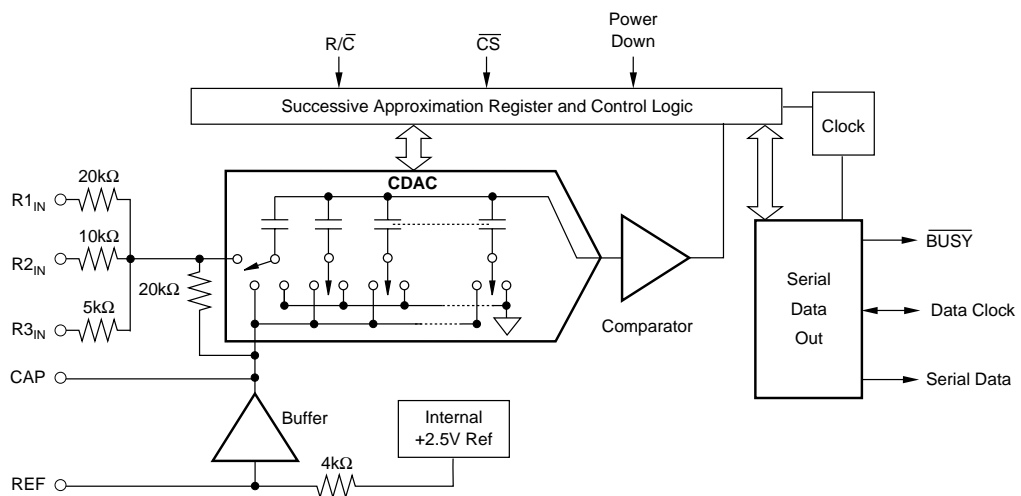 R/C̅
C̅S̅
Power
Down
Successive Approximation Register and Control Logic
Clock
CDAC
20kΩ
R1IN
10kΩ
R2IN
20kΩ
5kΩ
R3IN
Comparator
Serial
Data
Out
B̅U̅S̅Y̅
Data Clock
Serial Data
CAP
Buffer
Internal
+2.5V Ref
4kΩ
REF